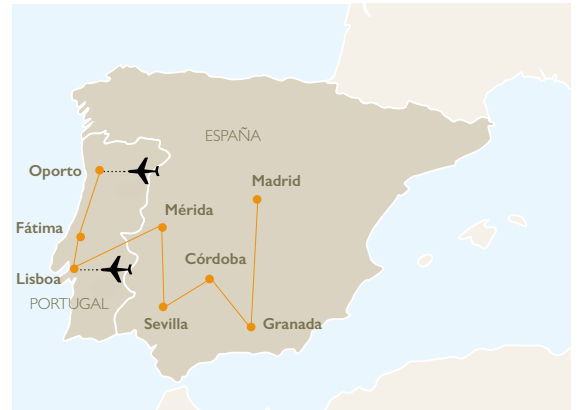 ESPAÑA
Oporto
Madrid
Mérida
Fátima
Córdoba
Lisboa
PORTUGAL
Sevilla
Granada